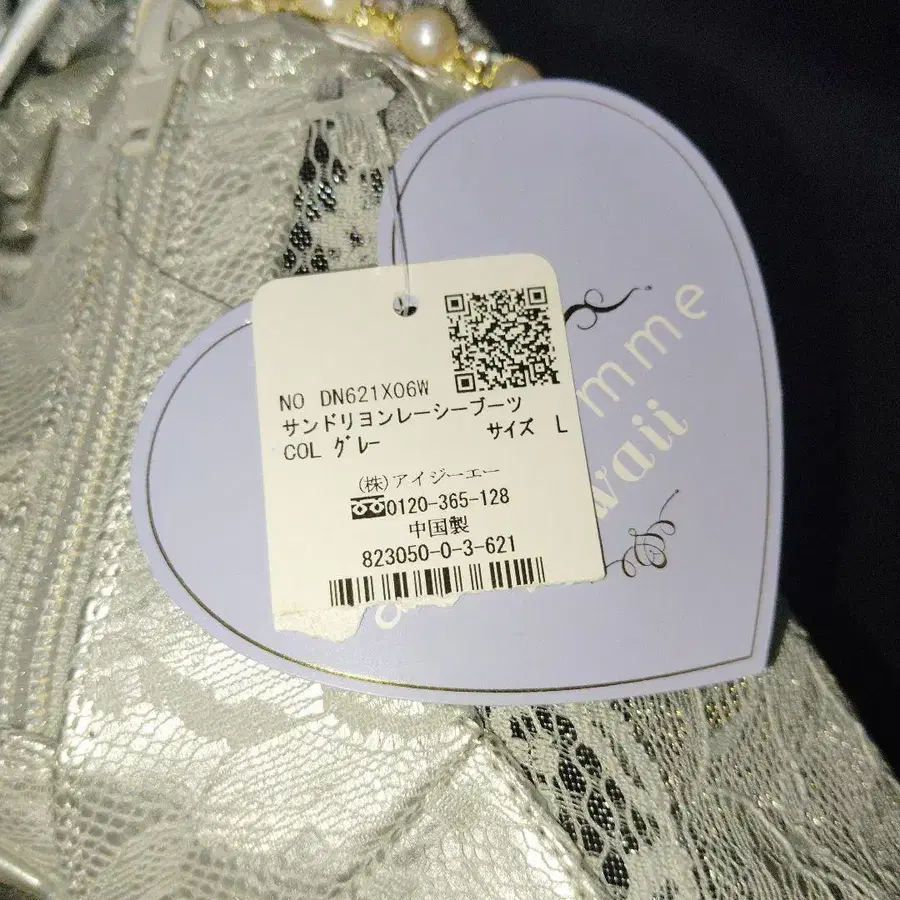 NO DN621X06W
サンドリヨンレーシーブーツ
COL グレー サイズ L
(株)アイジーエー
0120-365-128
中国製
823050-0-3-621
mme
waii